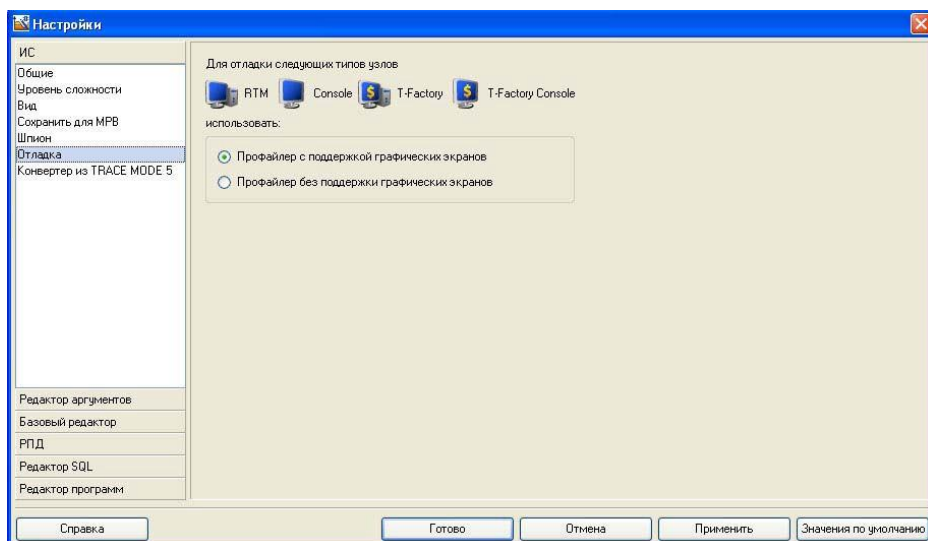 Настройки
ИС
Общие
Уровень сложности
Вид
Сохранить для МРВ
Шпион
Отладка
Конвертер из TRACE MODE 5
Редактор аргументов
Базовый редактор
РПД
Редактор SQL
Редактор программ
Для отладки следующих типов узлов
RTM Console T-Factory T-Factory Console
использовать:
Профайлер с поддержкой графических экранов
Профайлер без поддержки графических экранов
Справка Готово Отмена Применить Значения по умолчанию